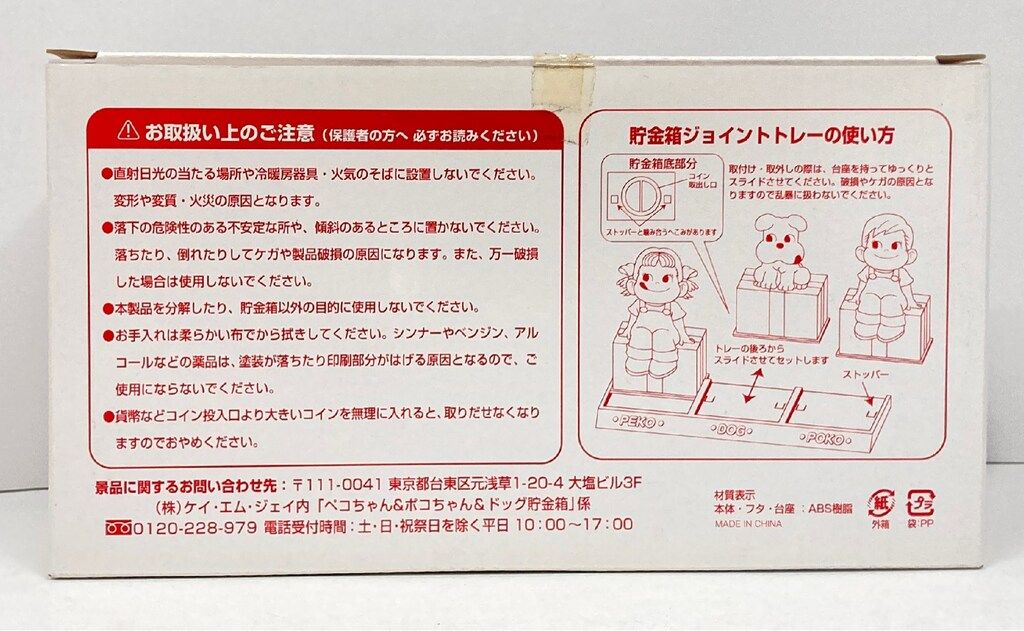 お取扱い上のご注意(保護者の方へ 必ずお読みください)
●直射日光の当たる場所や冷暖房器具・火気のそばに設置しないでください。
変形や変質・火災の原因となります。
●落下の危険性のある不安定な所や、傾斜のあるところに置かないでください。
落ちたり、倒れたりしてケガや製品破損の原因になります。また、万一破損
した場合は使用しないでください。
●本製品を分解したり、貯金箱以外の目的に使用しないでください。
●お手入れは柔らかい布でから拭きしてください。シンナーやベンジン、アル
コールなどの薬品は、塗装が落ちたり印刷部分がはげる原因となるので、ご
使用にならないでください。
●貨幣などコイン投入口より大きいコインを無理に入れると、取りだせなくなり
ますのでおやめください。
貯金箱ジョイントトレーの使い方
貯金箱底部分
コイン
取出し口
ストッパーと噛み合うへこみがあります
取付け・取外しの際は、台座を持ってゆっくりと
スライドさせてください。破損やケガの原因とな
りますので乱暴に扱わないでください。
トレーの後ろから
スライドさせてセットします
ストッパー
・PEKO・
・DOG・
・POKO・
景品に関するお問い合わせ先:〒111-0041 東京都台東区元浅草1-20-4 大塩ビル3F
(株)ケイ・エム・ジェイ内「ペコちゃん&ポコちゃん&ドッグ貯金箱」係
0120-228-979 電話受付時間:土・日・祝祭日を除く平日 10:00〜17:00
材質表示
本体・フタ・台座:ABS樹脂
MADE IN CHINA
紙
外箱
プラ
袋:PP